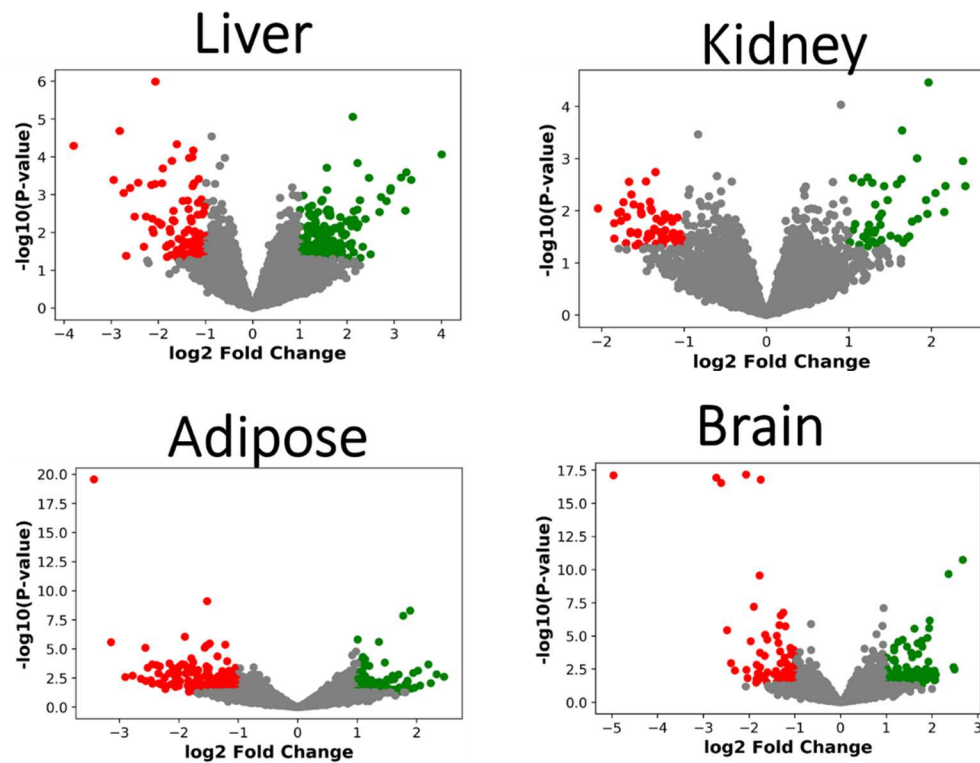 Liver
6
5
4
3
2
1
0
-log10(P-value)
−4 −3 −2 −1 0 1 2 3 4
log2 Fold Change
Kidney
4
3
2
1
0
-log10(P-value)
−2 −1 0 1 2
log2 Fold Change
Adipose
20.0
17.5
15.0
12.5
10.0
7.5
5.0
2.5
0.0
-log10(P-value)
−3 −2 −1 0 1 2
log2 Fold Change
Brain
17.5
15.0
12.5
10.0
7.5
5.0
2.5
0.0
-log10(P-value)
−5 −4 −3 −2 −1 0 1 2 3
log2 Fold Change